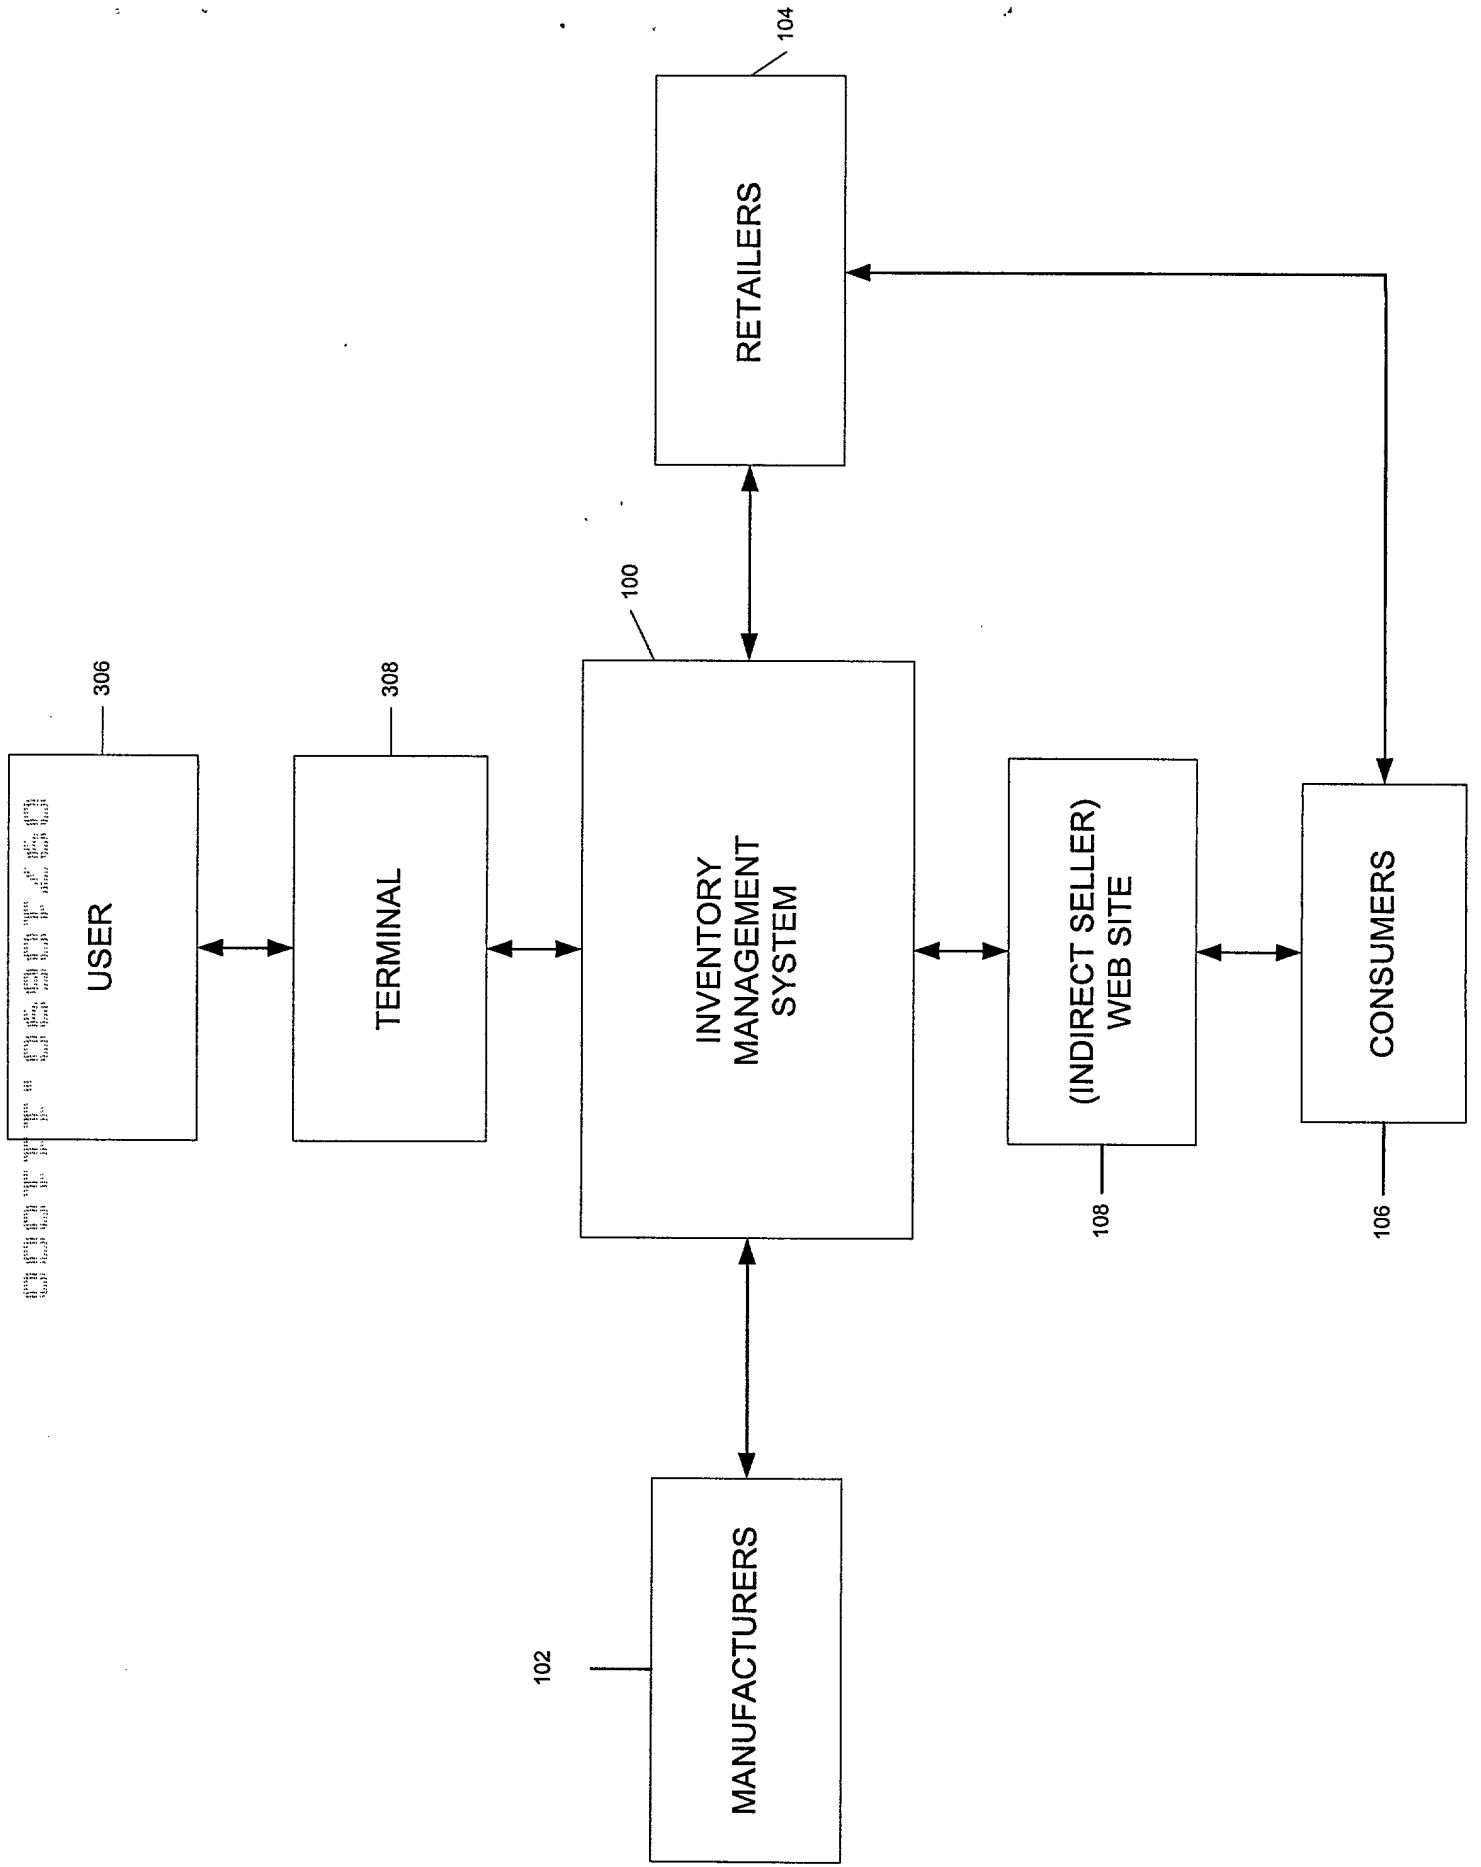 USER
306
TERMINAL
308
MANUFACTURERS
102
INVENTORY
MANAGEMENT
SYSTEM
100
RETAILERS
104
(INDIRECT SELLER)
WEB SITE
108
CONSUMERS
106